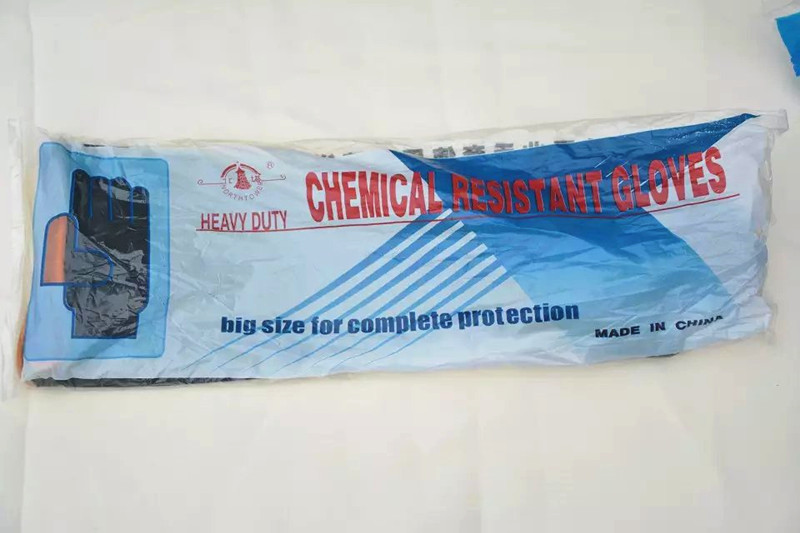 ®
HEAVY DUTY
CHEMICAL RESISTANT GLOVES
big size for complete protection
MADE IN CHINA